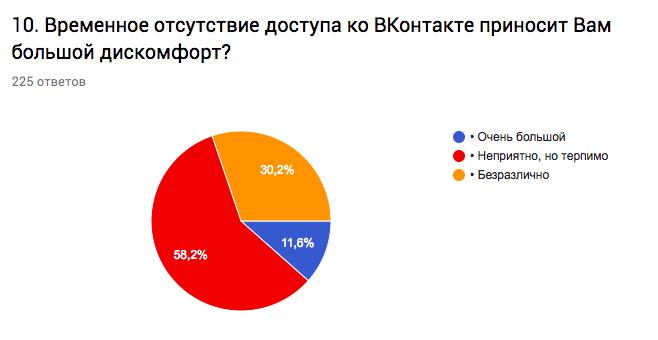 10. Временное отсутствие доступа ко ВКонтакте приносит Вам
большой дискомфорт?
225 ответов
• Очень большой
• Неприятно, но терпимо
• Безразлично
30,2%
11,6%
58,2%